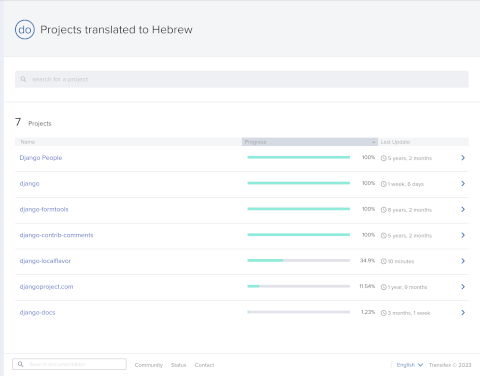 do Projects translated to Hebrew
search for a project
7 Projects
Name Progress Last Update
Django People 100% 5 years, 2 months
django 100% 1 week, 6 days
django-formtools 100% 8 years, 2 months
django-contrib-comments 100% 5 years, 2 months
django-localflavor 34.9% 10 minutes
djangoproject.com 11.54% 1 year, 9 months
django-docs 1.23% 3 months, 1 week
Search documentation Community Status Contact English Transifex © 2023